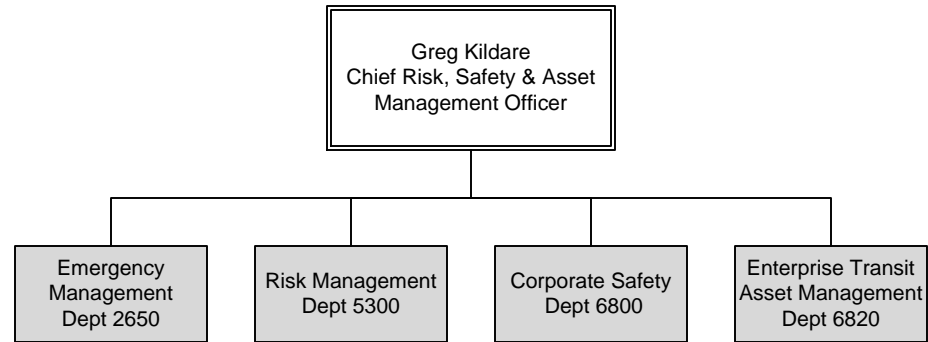 Greg Kildare
Chief Risk, Safety & Asset
Management Officer
Emergency
Management
Dept 2650
Risk Management
Dept 5300
Corporate Safety
Dept 6800
Enterprise Transit
Asset Management
Dept 6820